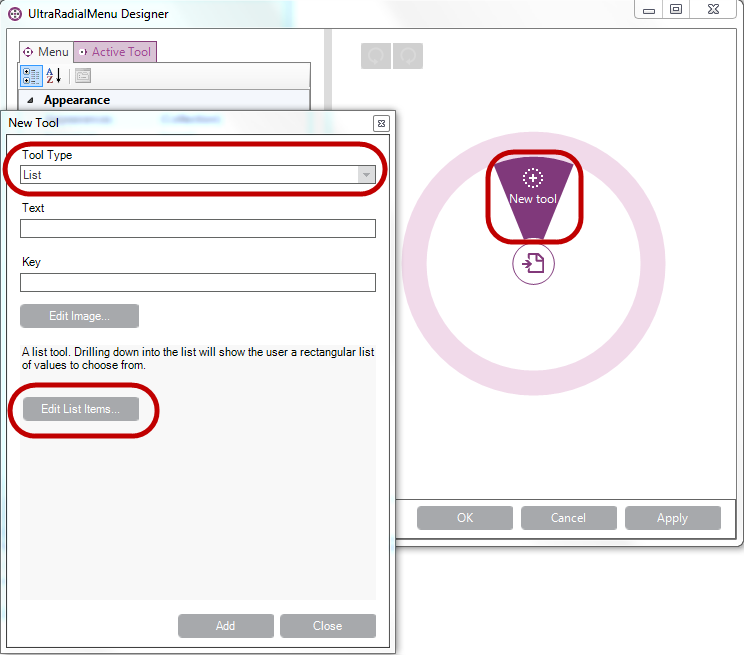 UltraRadialMenu Designer
Menu
Active Tool
Appearance
New Tool
Tool Type
List
Text
Key
Edit Image...
A list tool. Drilling down into the list will show the user a rectangular list
of values to choose from.
Edit List Items...
Add
Close
New tool
OK
Cancel
Apply